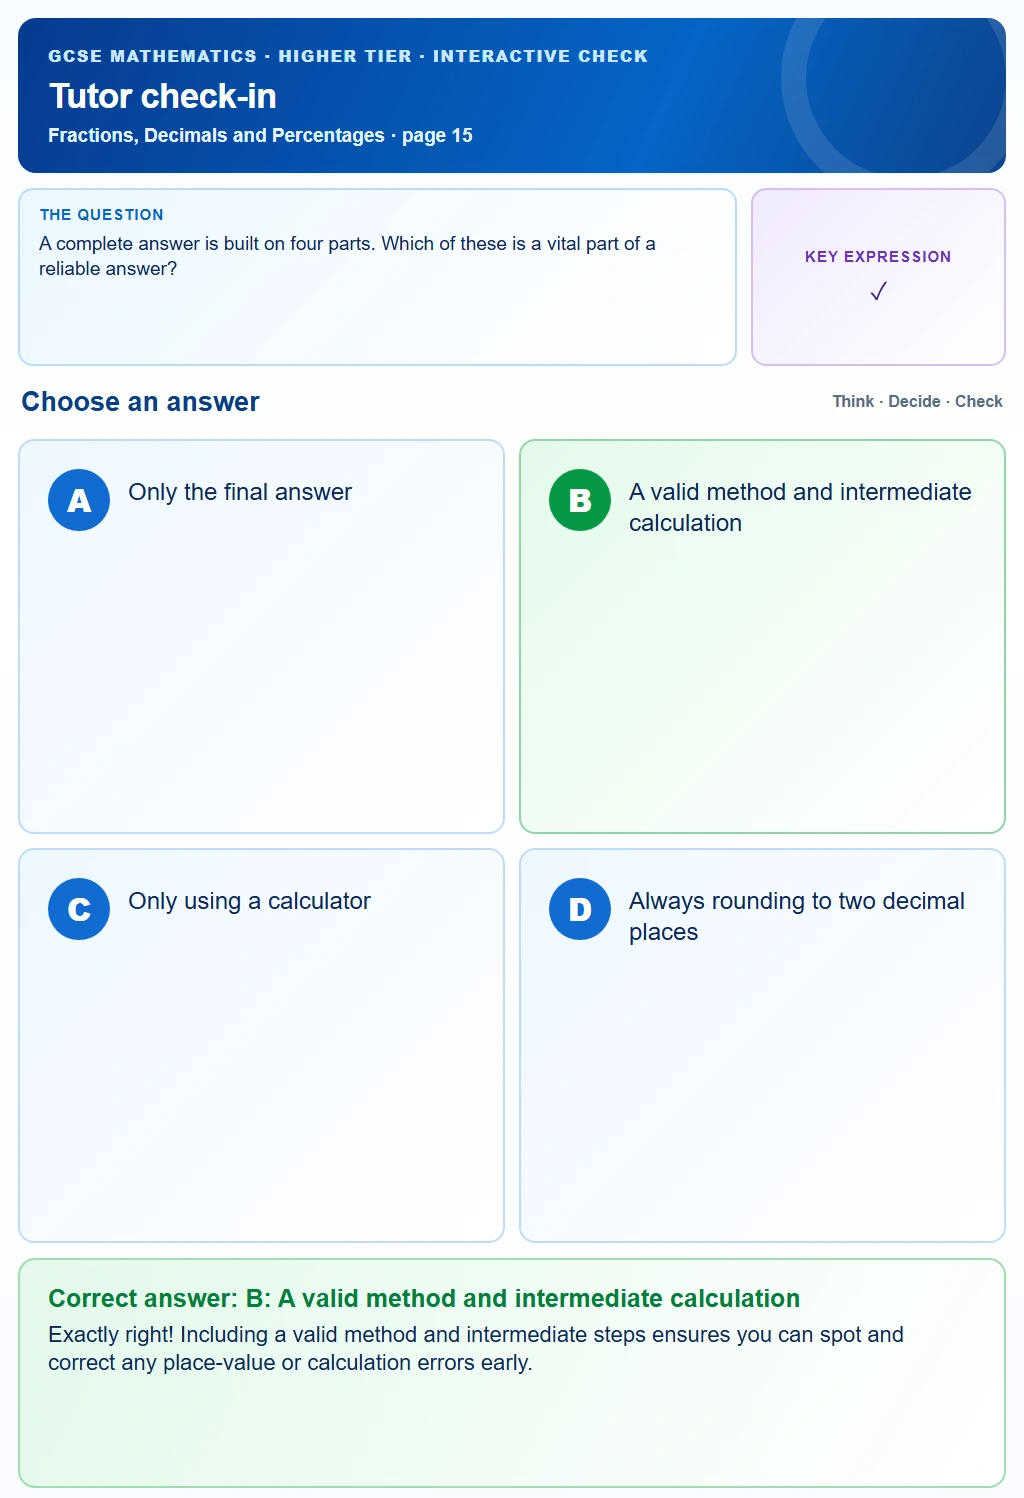 GCSE MATHEMATICS · HIGHER TIER · INTERACTIVE CHECK
Tutor check-in
Fractions, Decimals and Percentages · page 15
THE QUESTION
A complete answer is built on four parts. Which of these is a vital part of a
reliable answer?
KEY EXPRESSION
✓
Choose an answer
Think · Decide · Check
A
Only the final answer
B
A valid method and intermediate
calculation
C
Only using a calculator
D
Always rounding to two decimal
places
Correct answer: B: A valid method and intermediate calculation
Exactly right! Including a valid method and intermediate steps ensures you can spot and
correct any place-value or calculation errors early.